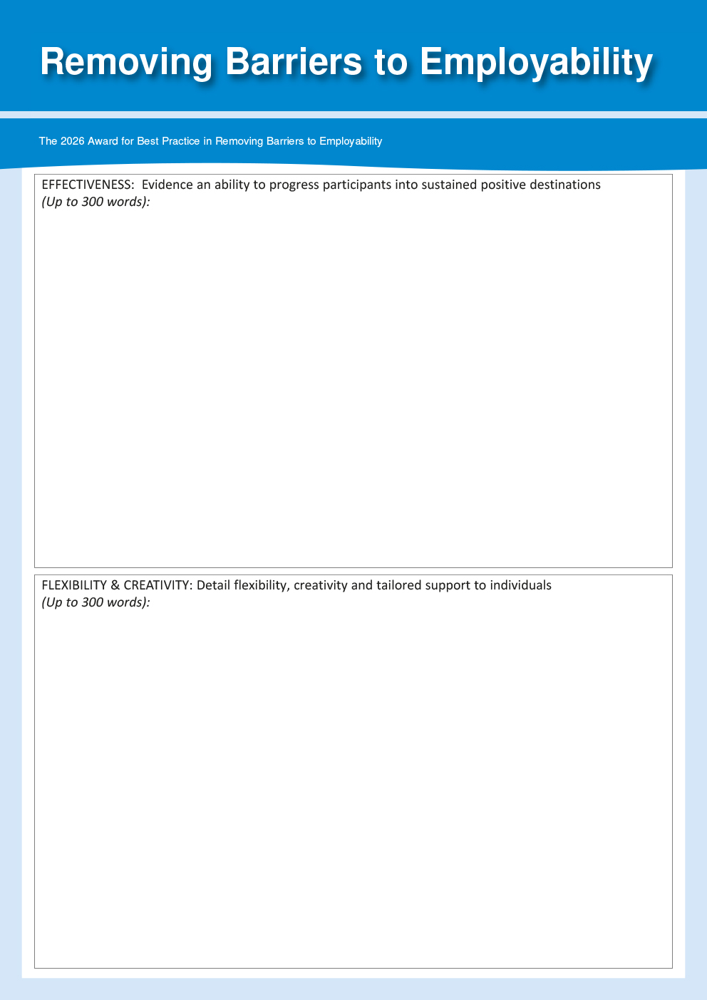 Removing Barriers to Employability
The 2026 Award for Best Practice in Removing Barriers to Employability
EFFECTIVENESS:  Evidence an ability to progress participants into sustained positive destinations
(Up to 300 words):
FLEXIBILITY & CREATIVITY: Detail flexibility, creativity and tailored support to individuals
(Up to 300 words):